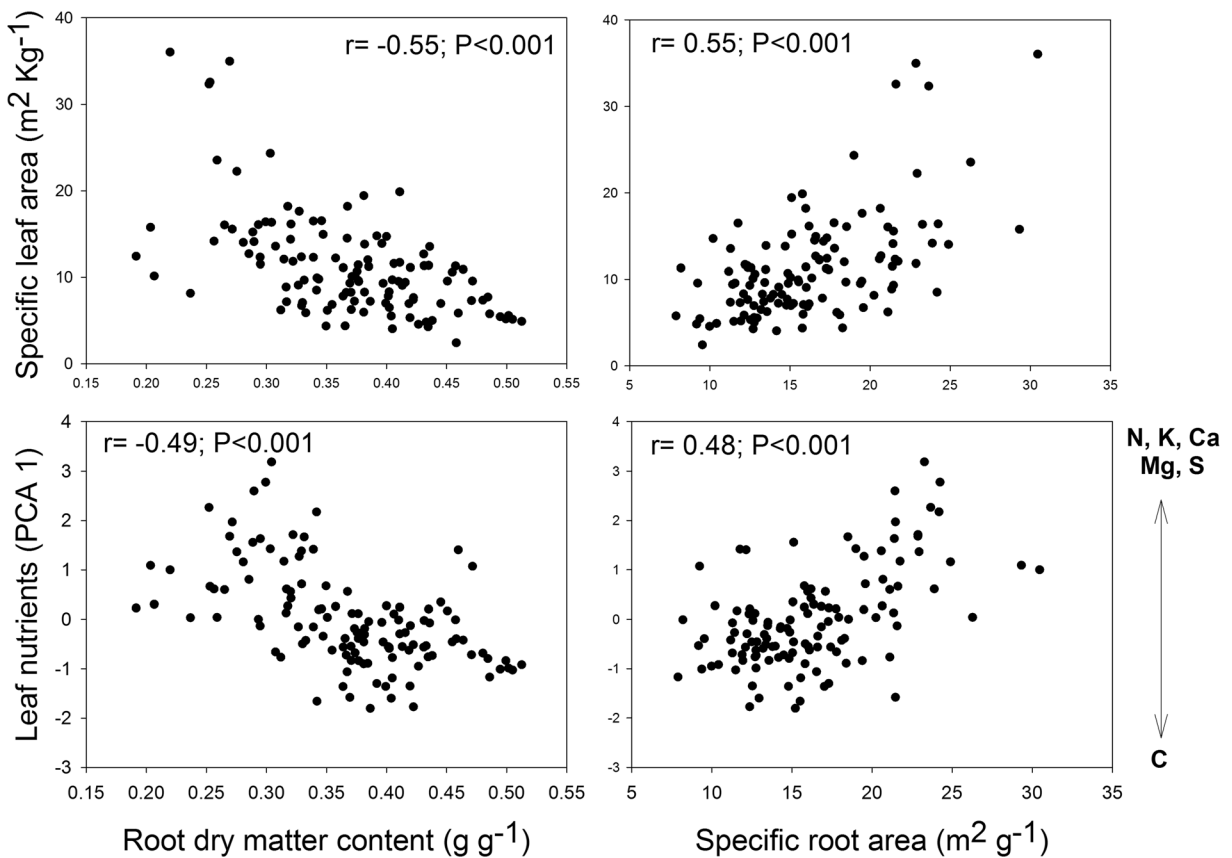 r= -0.55; P<0.001
Specific leaf area (m2 Kg-1)
40
30
20
10
0
0.15 0.20 0.25 0.30 0.35 0.40 0.45 0.50 0.55
r= 0.55; P<0.001
40
30
20
10
0
5 10 15 20 25 30 35
r= -0.49; P<0.001
Leaf nutrients (PCA 1)
4
3
2
1
0
-1
-2
-3
0.15 0.20 0.25 0.30 0.35 0.40 0.45 0.50 0.55
Root dry matter content (g g-1)
r= 0.48; P<0.001
4
3
2
1
0
-1
-2
-3
5 10 15 20 25 30 35
Specific root area (m2 g-1)
N, K, Ca
Mg, S
C